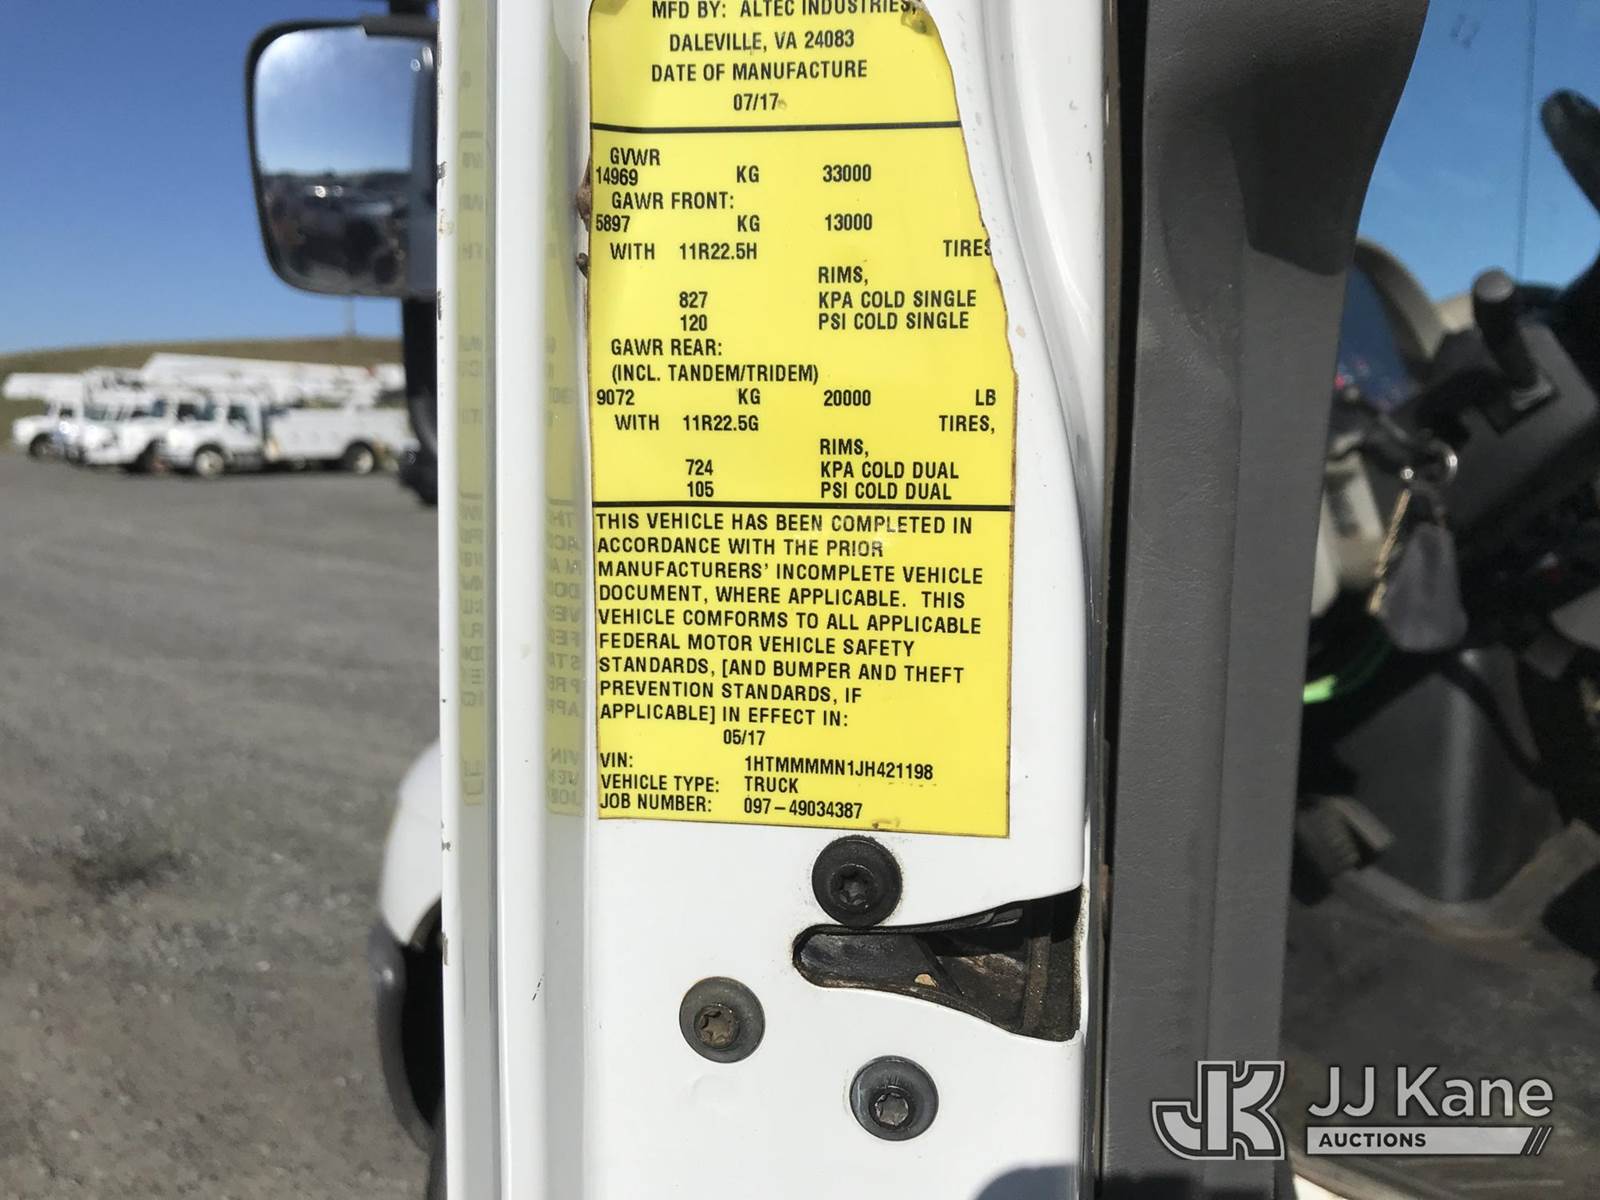 MFD BY: ALTEC INDUSTRIES,
DALEVILLE, VA 24083
DATE OF MANUFACTURE
07/17
GVWR
14969 KG 33000
GAWR FRONT:
5897 KG 13000
WITH 11R22.5H TIRES
RIMS,
827 KPA COLD SINGLE
120 PSI COLD SINGLE
GAWR REAR:
(INCL. TANDEM/TRIDEM)
9072 KG 20000 LB
WITH 11R22.5G TIRES,
RIMS,
724 KPA COLD DUAL
105 PSI COLD DUAL
THIS VEHICLE HAS BEEN COMPLETED IN
ACCORDANCE WITH THE PRIOR
MANUFACTURERS' INCOMPLETE VEHICLE
DOCUMENT, WHERE APPLICABLE. THIS
VEHICLE COMFORMS TO ALL APPLICABLE
FEDERAL MOTOR VEHICLE SAFETY
STANDARDS, [AND BUMPER AND THEFT
PREVENTION STANDARDS, IF
APPLICABLE] IN EFFECT IN:
05/17
VIN: 1HTMMMMN1JH421198
VEHICLE TYPE: TRUCK
JOB NUMBER: 097-49034387
JK JJ Kane
AUCTIONS